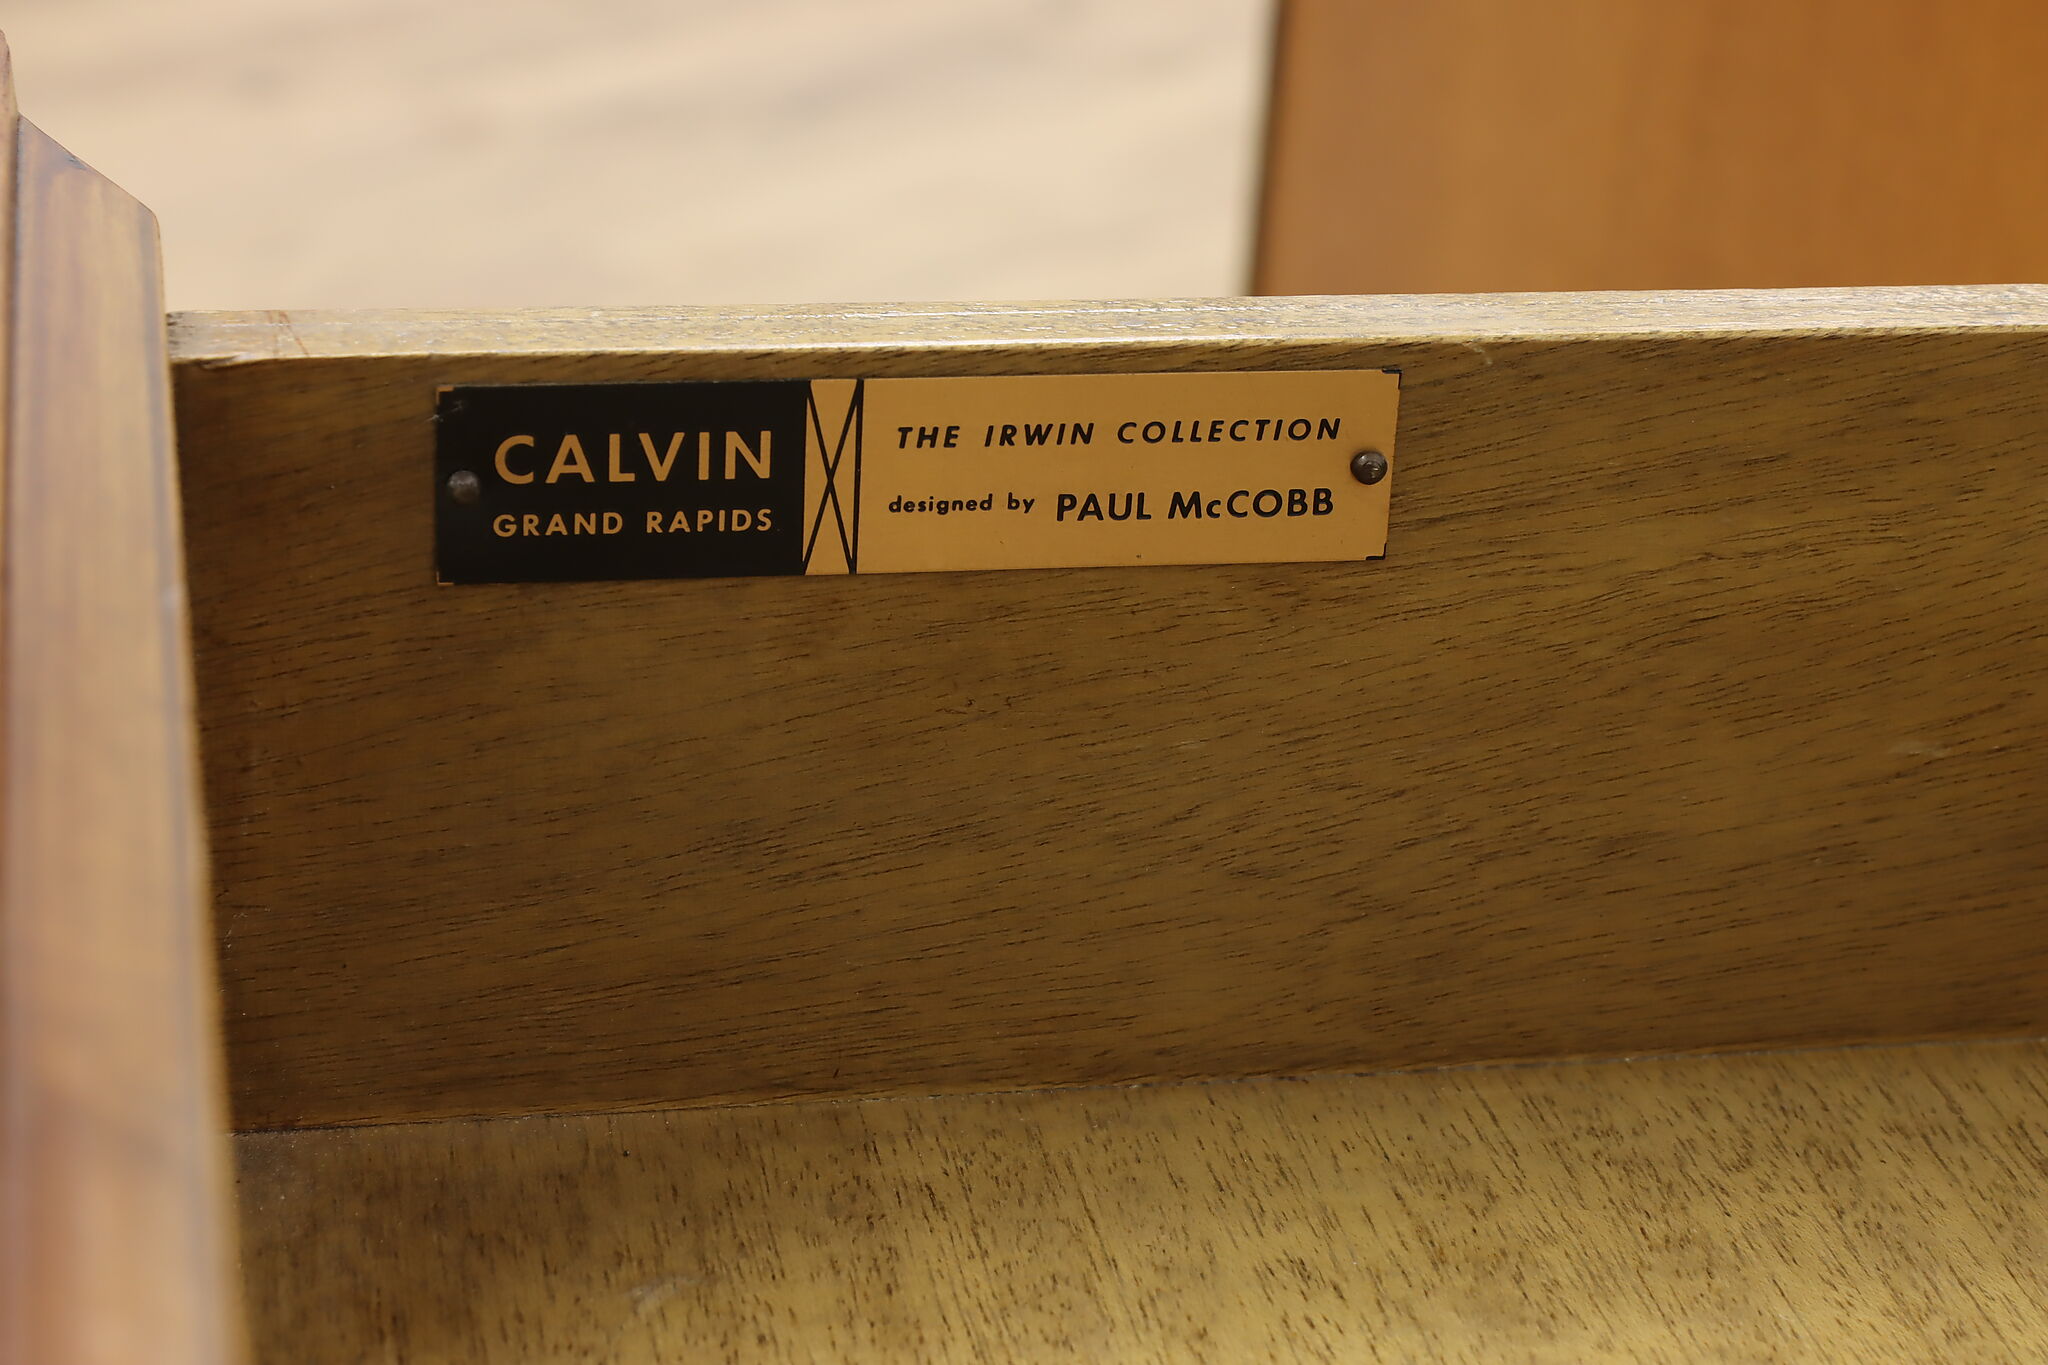 CALVIN
GRAND RAPIDS
THE IRWIN COLLECTION
designed by PAUL McCOBB